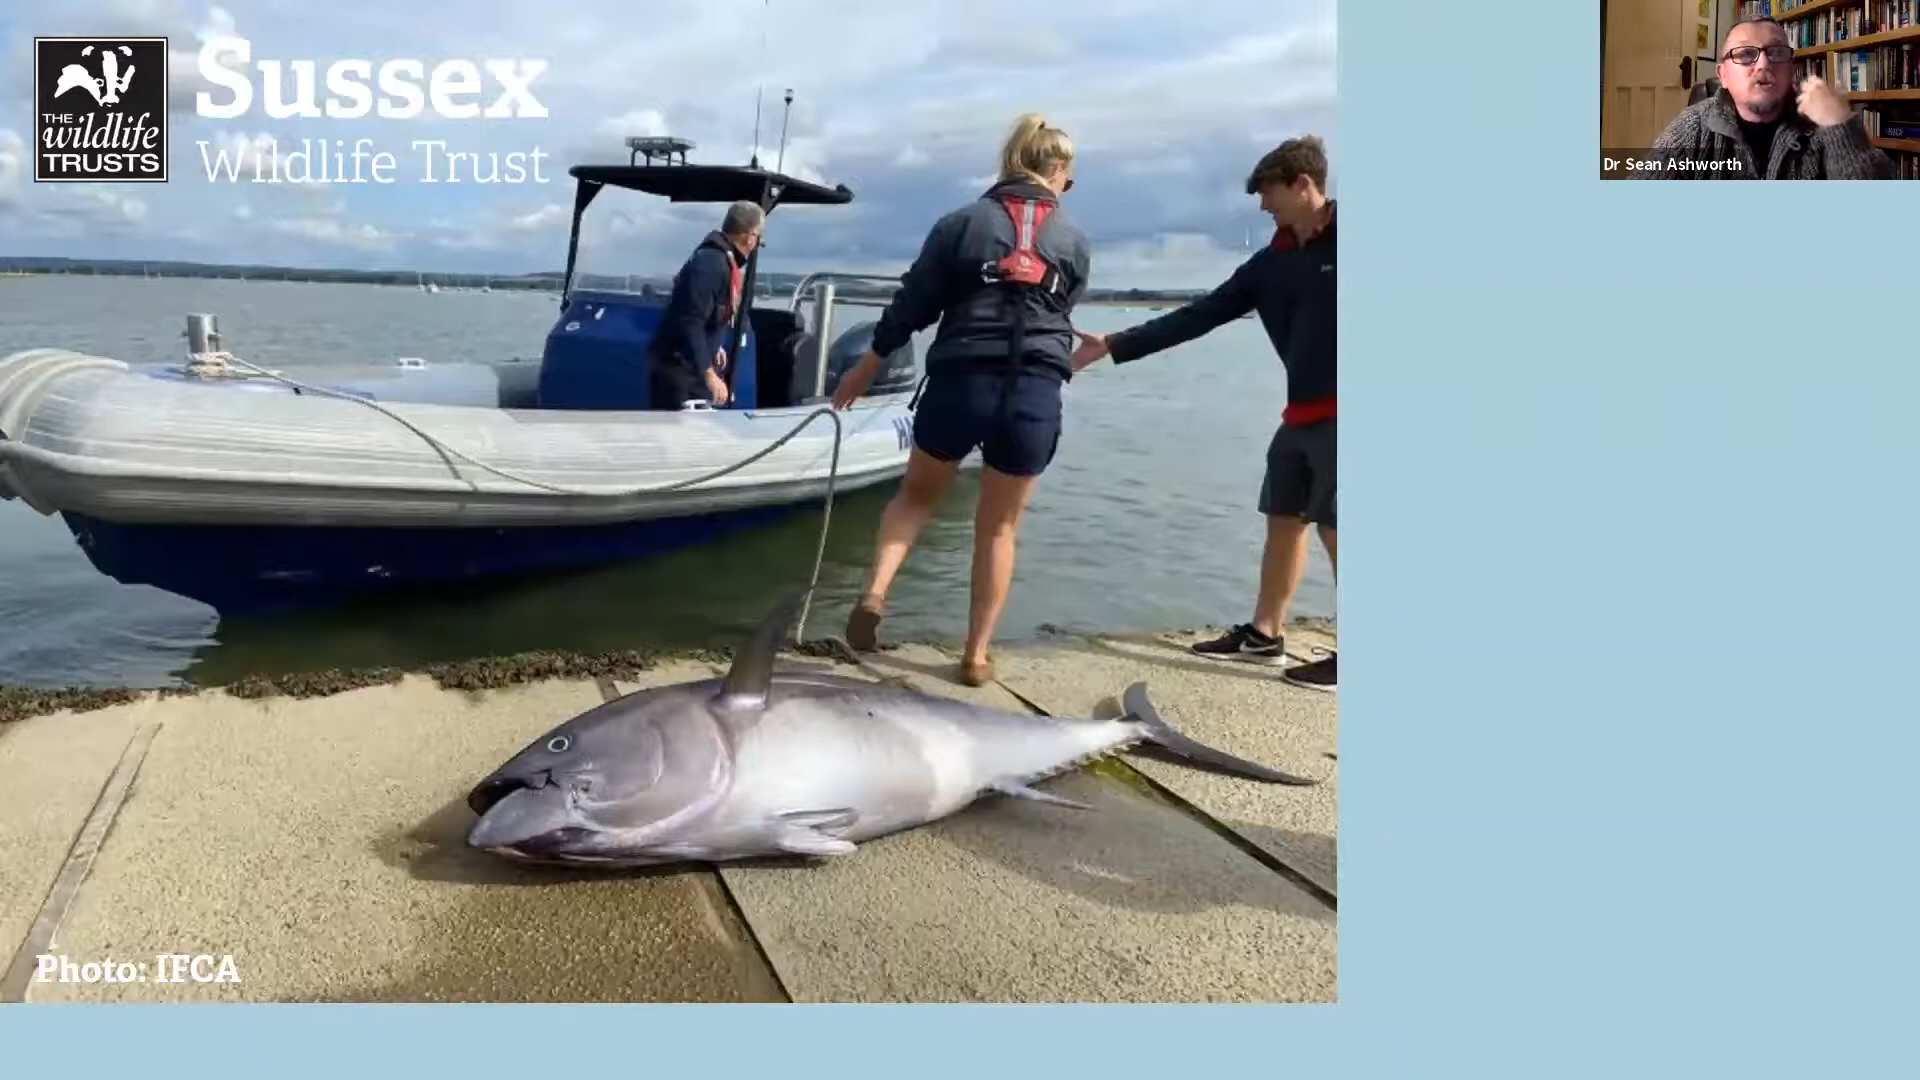 THE
wildlife
TRUSTS
Sussex
Wildlife Trust
Dr Sean Ashworth
Photo: IFCA